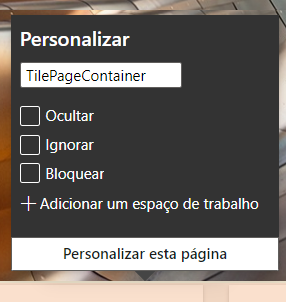 Personalizar
TilePageContainer
Ocultar
Ignorar
Bloquear
Adicionar um espaço de trabalho
Personalizar esta página